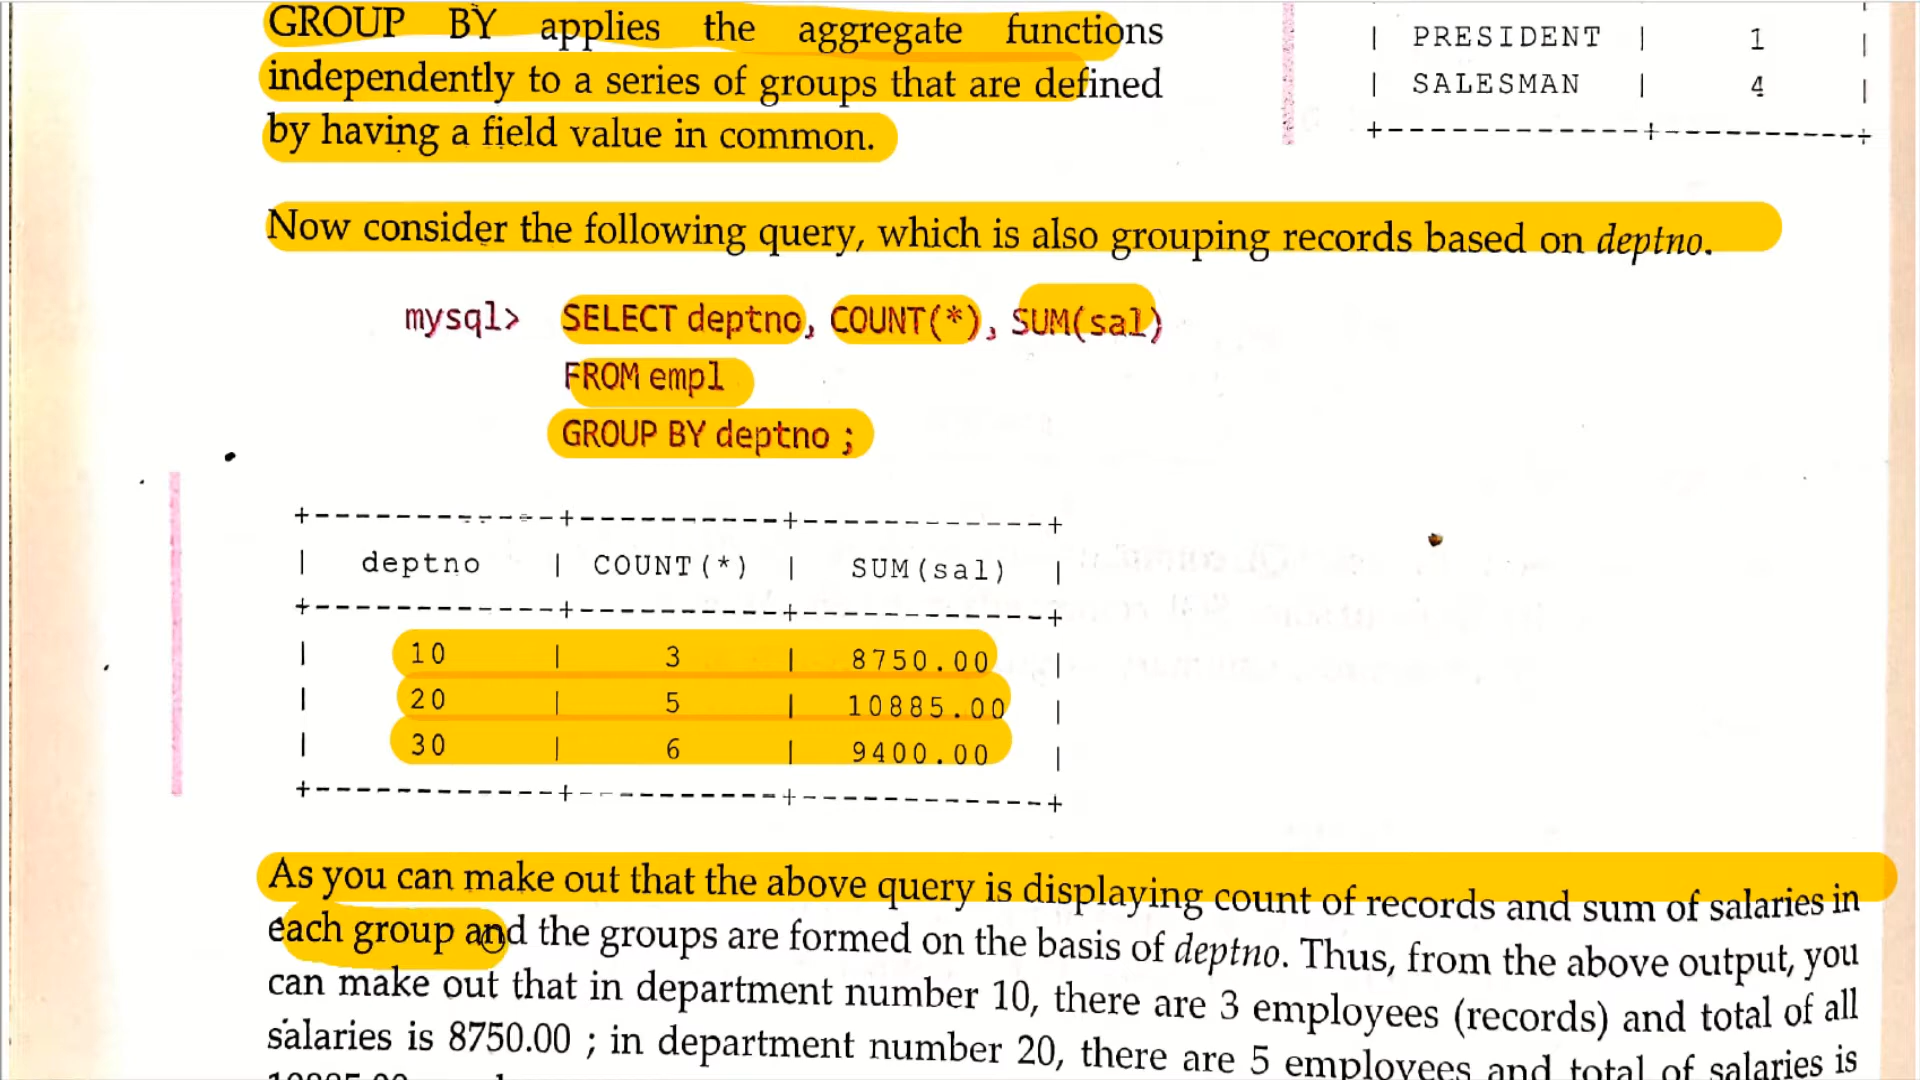 GROUP BY applies the aggregate functions
independently to a series of groups that are defined
by having a field value in common.
| PRESIDENT | 1 |
| SALESMAN | 4 |
+------------+----------+
Now consider the following query, which is also grouping records based on deptno.
mysql> SELECT deptno, COUNT(*), SUM(sal)
FROM empl
GROUP BY deptno ;
+------------+----------+------------+
| deptno | COUNT(*) | SUM(sal) |
+------------+----------+------------+
| 10 | 3 | 8750.00 |
| 20 | 5 | 10885.00 |
| 30 | 6 | 9400.00 |
+------------+----------+------------+
As you can make out that the above query is displaying count of records and sum of salaries in
each group and the groups are formed on the basis of deptno. Thus, from the above output, you
can make out that in department number 10, there are 3 employees (records) and total of all
salaries is 8750.00 ; in department number 20, there are 5 employees and total of salaries is